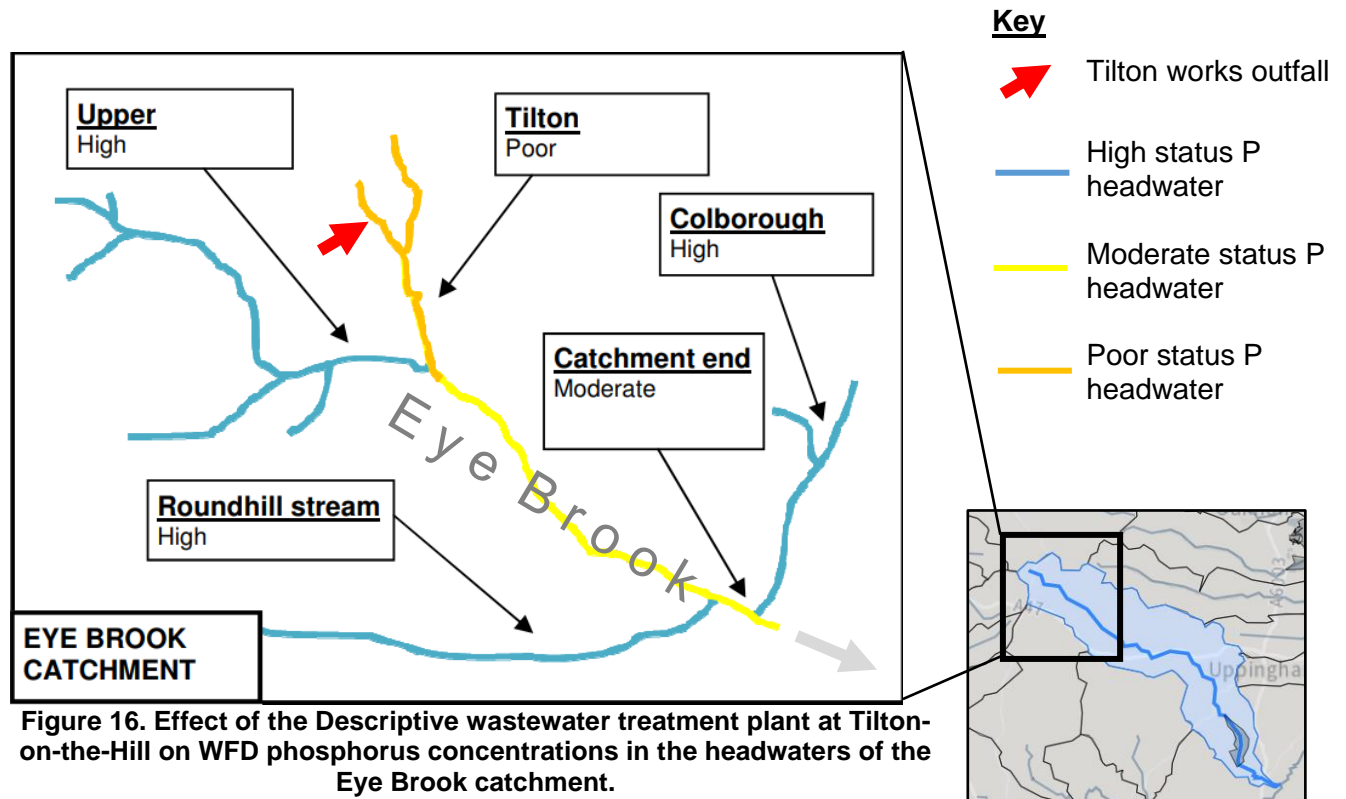 Key
Tilton works outfall
High status P
headwater
Moderate status P
headwater
Poor status P
headwater
Upper
High
Tilton
Poor
Colborough
High
Catchment end
Moderate
Roundhill stream
High
Eye Brook
EYE BROOK
CATCHMENT
A47
A6003
Uppingha
Figure 16. Effect of the Descriptive wastewater treatment plant at Tilton-
on-the-Hill on WFD phosphorus concentrations in the headwaters of the
Eye Brook catchment.